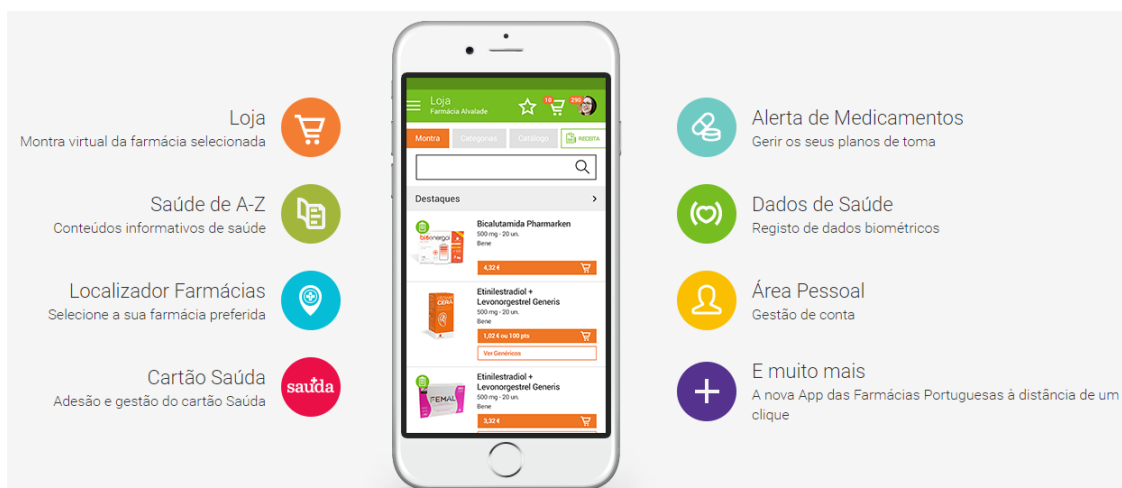 Loja
Montra virtual da farmácia selecionada
Saúde de A-Z
Conteúdos informativos de saúde
Localizador Farmácias
Selecione a sua farmácia preferida
Cartão Saúda
Adesão e gestão do cartão Saúda
saúda
Loja
Farmácia Alvalade
10
290
Montra
Categorias
Catálogo
RECEITA
Destaques
Bicalutamida Pharmarken
500 mg - 20 un.
Bene
4,32 €
Etinilestradiol +
Levonorgestrel Generis
500 mg - 20 un.
Bene
CERA
1,02 € ou 100 pts
Ver Genéricos
Etinilestradiol +
Levonorgestrel Generis
500 mg - 20 un.
Bene
FEMAL
3,32 €
Alerta de Medicamentos
Gerir os seus planos de toma
Dados de Saúde
Registo de dados biométricos
Área Pessoal
Gestão de conta
E muito mais
A nova App das Farmácias Portuguesas à distância de um
clique